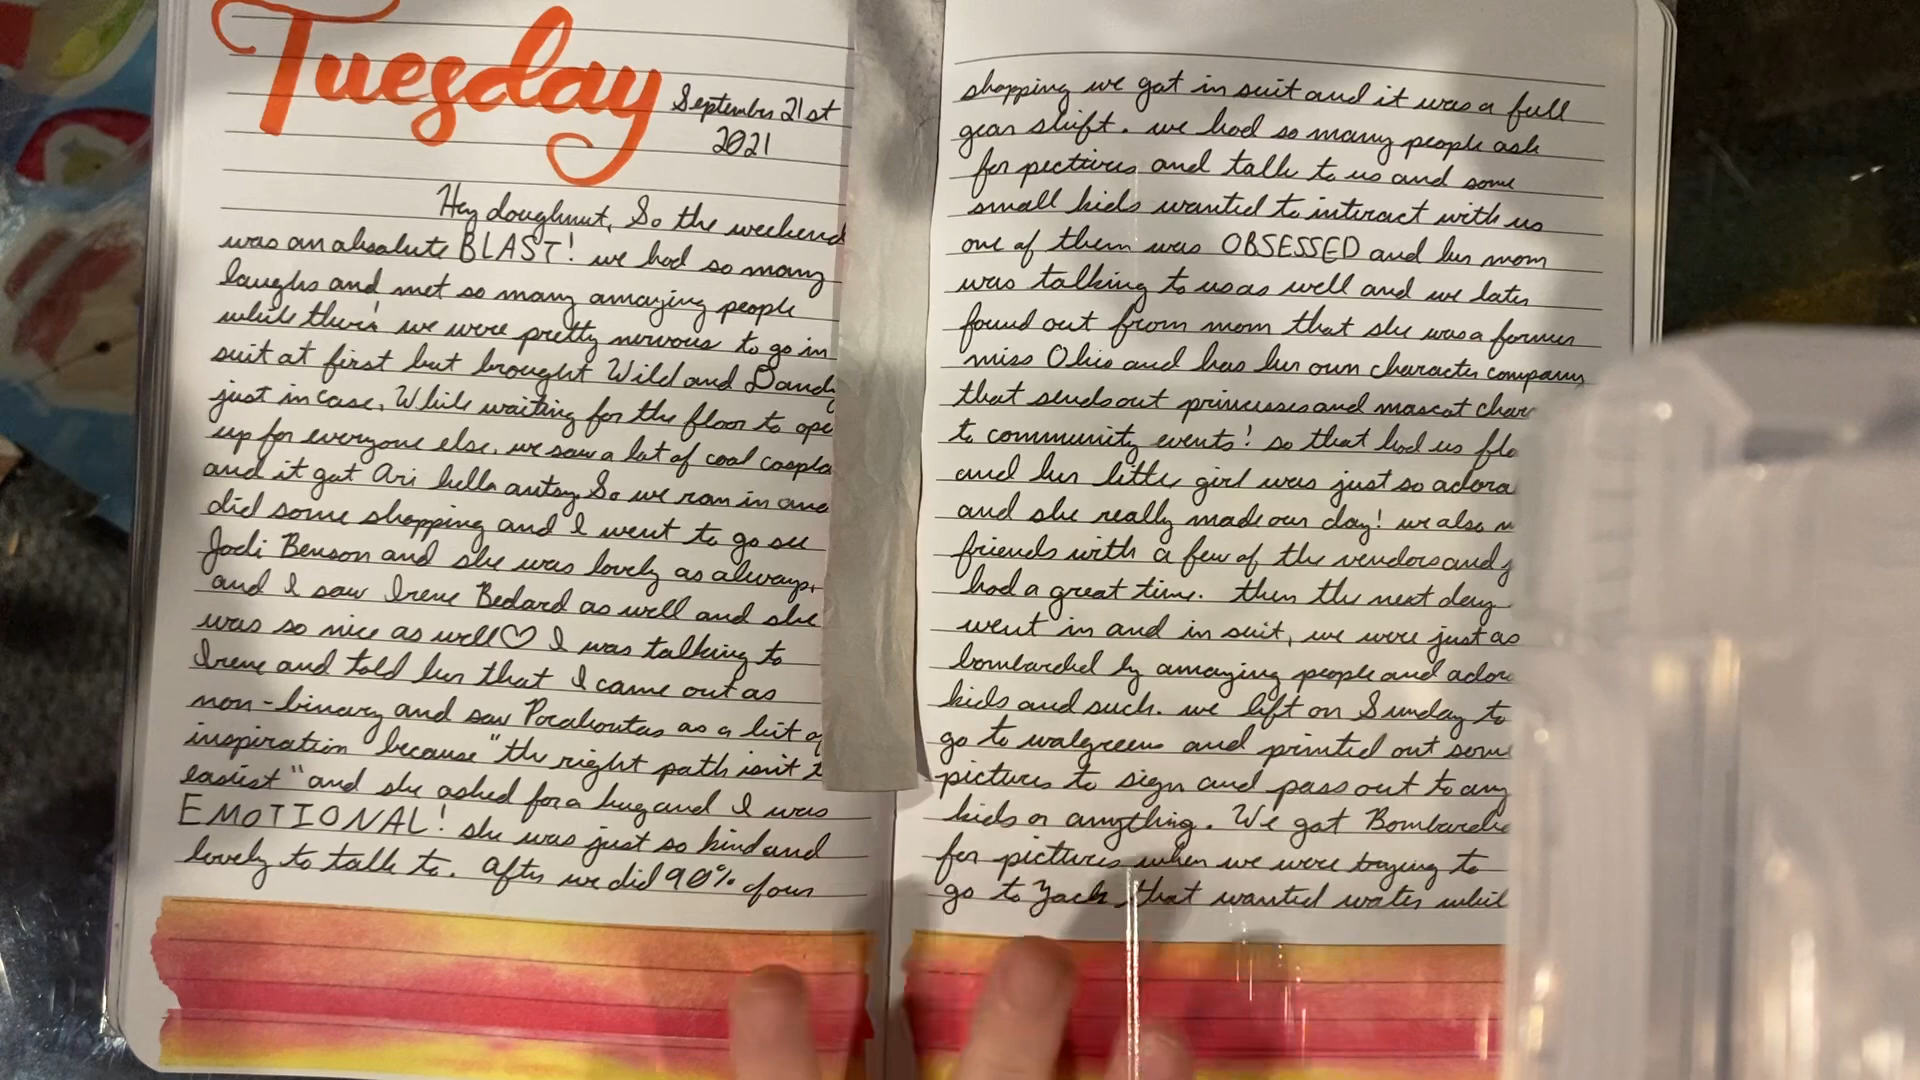 Tuesday
September 21st
2021
Hey doughnut, So the weekend
was an absalute BLAST! we had so many
laughs and met so many amazing people
while there! we were pretty nervous to go in
suit at first but brought Wild and Dandy
just in case. While waiting for the floor to ope
up for everyone else, we saw a lot of cool cospla
and it got Ari hella antsy So we ran in and
did some shopping and I went to go see
Jodi Benson and she was lovely as always,
and I saw Irene Bedard as well and she
was so nice as well♡ I was talking to
Irene and told her that I came out as
non-binary and saw Pocahontas as a bit of
inspiration because "the right path isn't t
easiest" and she asked for a hug and I was
EMOTIONAL! she was just so kind and
lovely to talk to. After we did 90% of our
shopping we got in suit and it was a full
gear shift. we had so many people ask
for pectires and talk to us and some
small kids wanted to interact with us
one of them was OBSESSED and her mom
was talking to us as well and we later
found out from mom that she was a former
miss Ohio and has her own character company
that sends out princesses and mascot char
to community events! so that had us flo
and her little girl was just so adora
and she really made our day! we also m
friends with a few of the vendors and
had a great time. then the next day
went in and in suit, we were just as
bombarded by amazing people and ador
kids and such. we left on Sunday to
go to walgreens and printed out some
pictures to sign and pass out to any
kids or anything. We got Bombarde
for pictures when we were trying to
go to Zack that wanted water whil